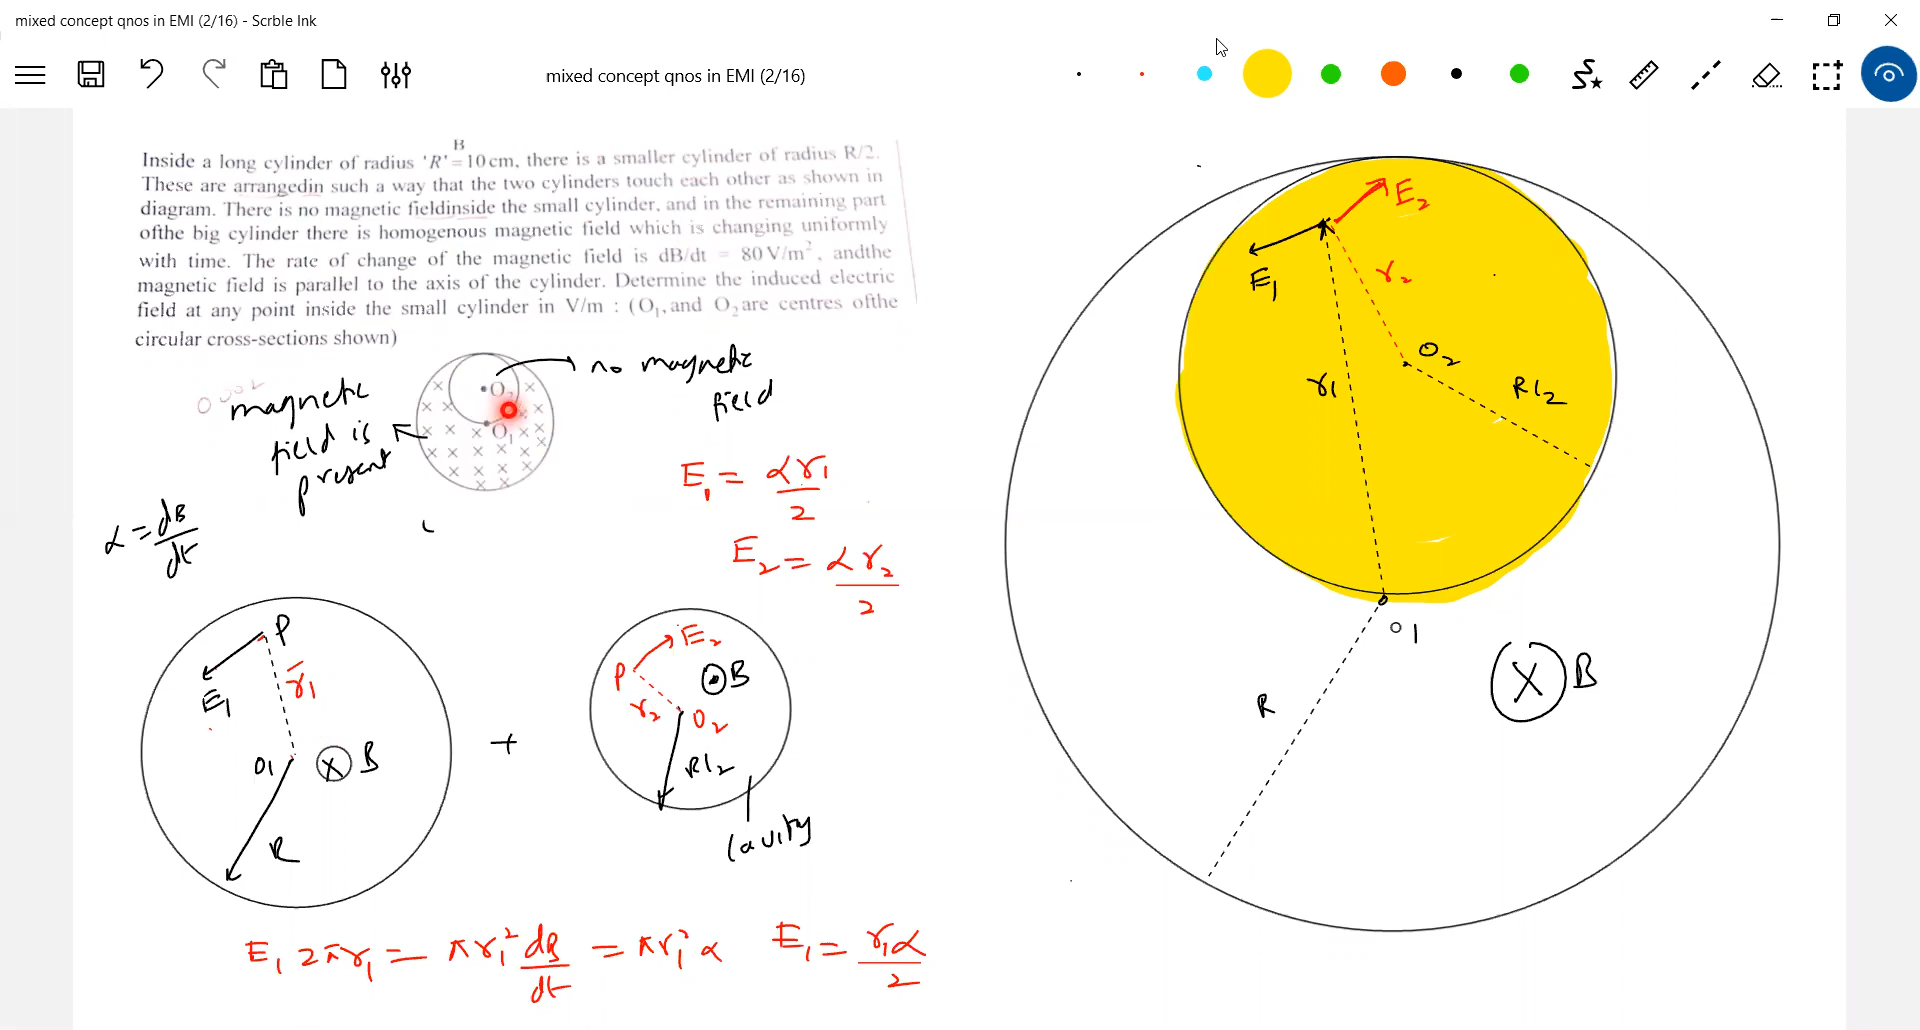 mixed concept qnos in EMI (2/16) - Scrble Ink
mixed concept qnos in EMI (2/16)
B
Inside a long cylinder of radius 'R'=10cm, there is a smaller cylinder of radius R/2.
These are arrangedin such a way that the two cylinders touch each other as shown in
diagram. There is no magnetic fieldinside the small cylinder, and in the remaining part
ofthe big cylinder there is homogenous magnetic field which is changing uniformly
with time. The rate of change of the magnetic field is dB/dt = 80V/m², andthe
magnetic field is parallel to the axis of the cylinder. Determine the induced electric
field at any point inside the small cylinder in V/m : (O₁, and O₂ are centres ofthe
circular cross-sections shown)
no magnetic
field
magnetic
field is
present
O₂
O₁
α = dB/dt
E₁ = αr₁/2
E₂ = αr₂/2
P
E₁
r̄₁
O1
B
R
+
P
E₂
B
r₂
O₂
R/2
cavity
E₁ 2πr₁ = πr₁² dB/dt = πr₁² α
E₁ = r₁α/2
E₂
E₁
r₂
r₁
O₂
R/2
O1
R
B